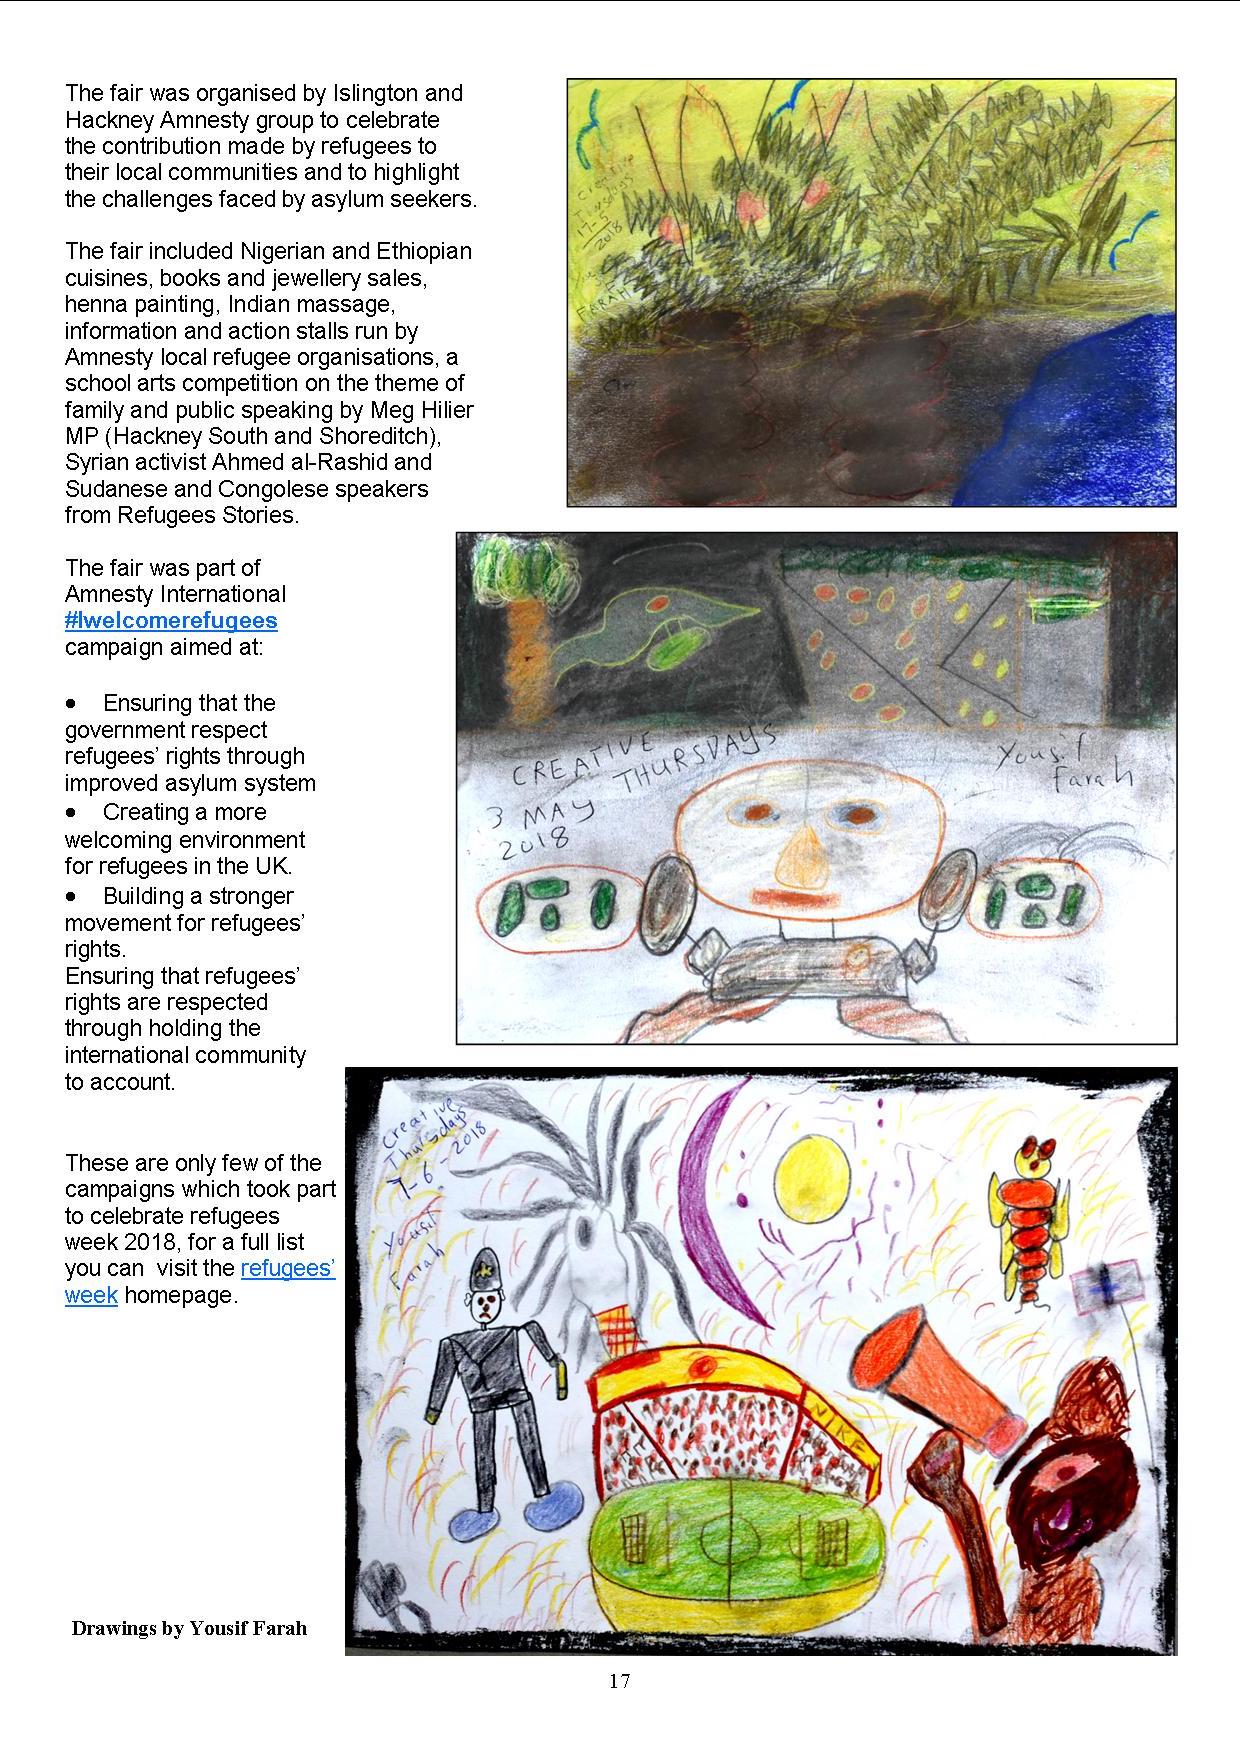 The fair was organised by Islington and
Hackney Amnesty group to celebrate
the contribution made by refugees to
their local communities and to highlight
the challenges faced by asylum seekers.
The fair included Nigerian and Ethiopian
cuisines, books and jewellery sales,
henna painting, Indian massage,
information and action stalls run by
Amnesty local refugee organisations, a
school arts competition on the theme of
family and public speaking by Meg Hilier
MP (Hackney South and Shoreditch),
Syrian activist Ahmed al-Rashid and
Sudanese and Congolese speakers
from Refugees Stories.
The fair was part of
Amnesty International
#Iwelcomerefugees
campaign aimed at:
• Ensuring that the
government respect
refugees’ rights through
improved asylum system
• Creating a more
welcoming environment
for refugees in the UK.
• Building a stronger
movement for refugees’
rights.
Ensuring that refugees’
rights are respected
through holding the
international community
to account.
These are only few of the
campaigns which took part
to celebrate refugees
week 2018, for a full list
you can  visit the refugees’
week homepage.
Drawings by Yousif Farah
Creative
2018
FARAH
CREATIVE
THURSDAYS
3 MAY
2018
Yousif
Farah
Creative
Thursdays
7-6-2018
Yousif
Farah
NIKE
17